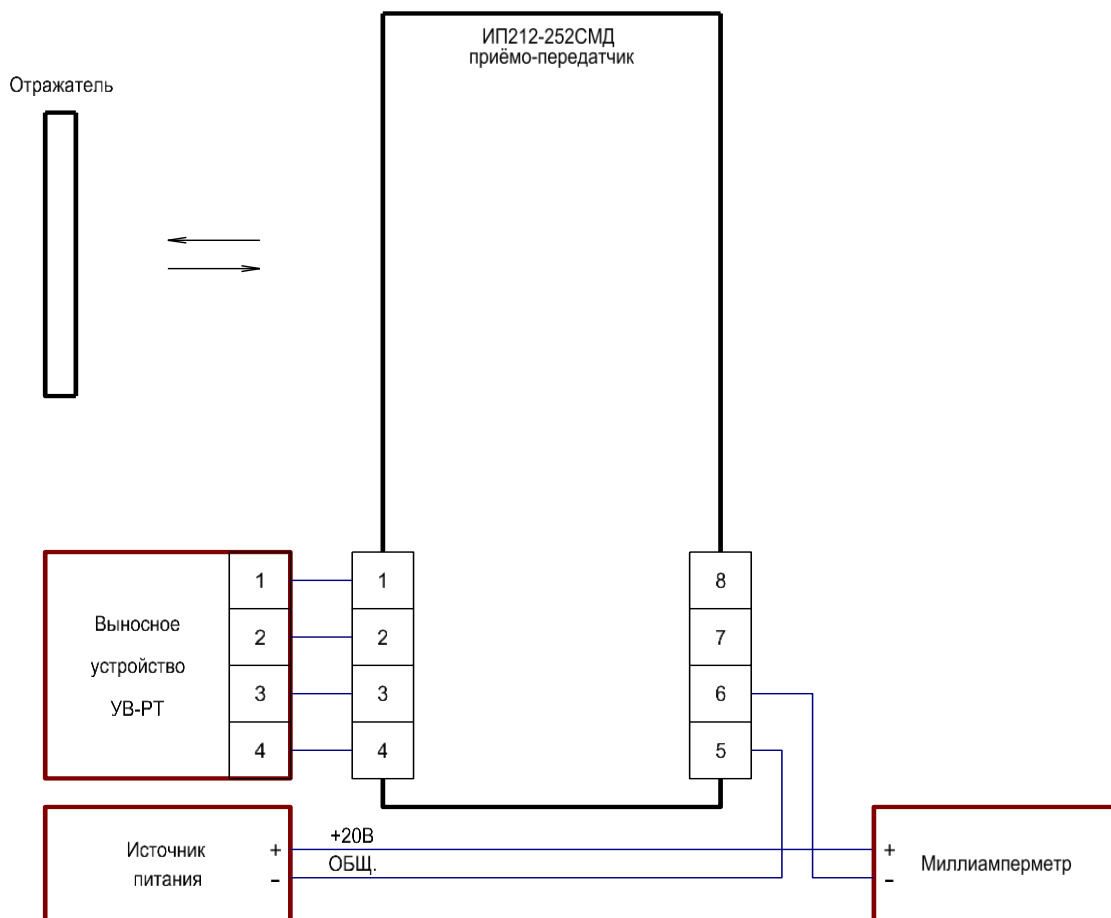 ИП212-252СМД
приёмо-передатчик
Отражатель
Выносное
устройство
УВ-РТ
1
2
3
4
1
2
3
4
8
7
6
5
Источник
питания
+
–
+20В
ОБЩ.
+
–
Миллиамперметр